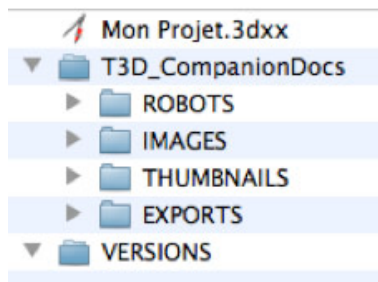 Mon Projet.3dxx
T3D_CompanionDocs
ROBOTS
IMAGES
THUMBNAILS
EXPORTS
VERSIONS